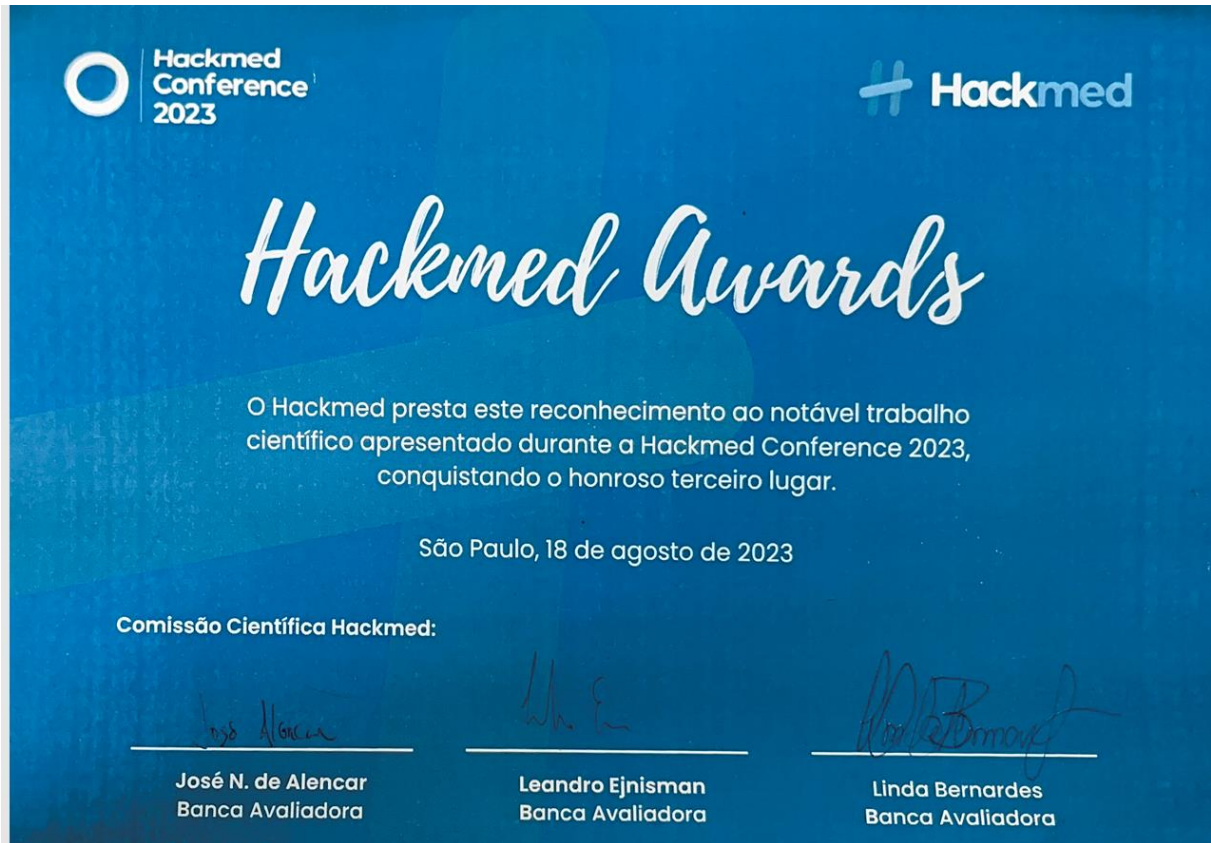 Hackmed
Conference
2023
Hackmed
Hackmed Awards
O Hackmed presta este reconhecimento ao notável trabalho
científico apresentado durante a Hackmed Conference 2023,
conquistando o honroso terceiro lugar.
São Paulo, 18 de agosto de 2023
Comissão Científica Hackmed:
José Alencar
José N. de Alencar
Banca Avaliadora
Leandro Ejnisman
Banca Avaliadora
Linda Bernardes
Banca Avaliadora